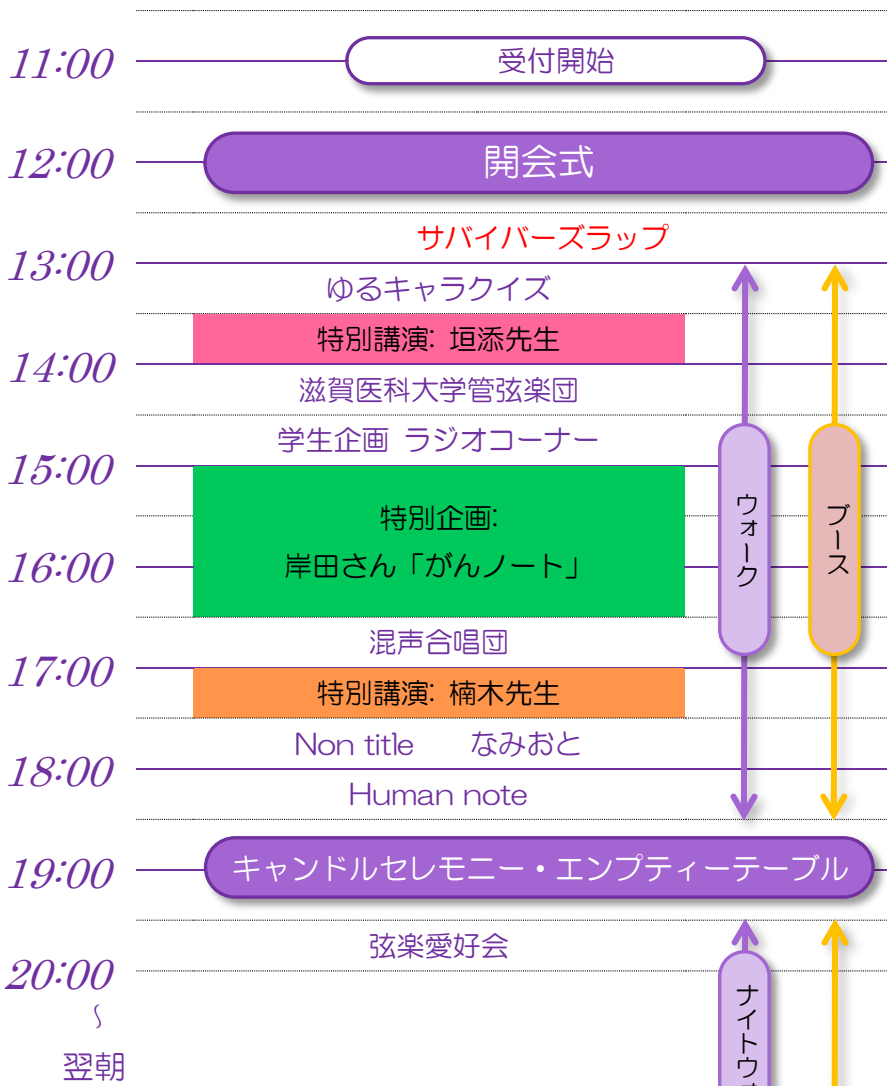 11:00
受付開始
12:00
開会式
サバイバーズラップ
13:00
ゆるキャラクイズ
特別講演: 垣添先生
14:00
滋賀医科大学管弦楽団
学生企画 ラジオコーナー
15:00
特別企画:
16:00
岸田さん「がんノート」
ウォーク
ブース
混声合唱団
17:00
特別講演: 楠木先生
Non title なみおと
18:00
Human note
19:00
キャンドルセレモニー・エンプティーテーブル
弦楽愛好会
20:00
~
翌朝
ナイトウ